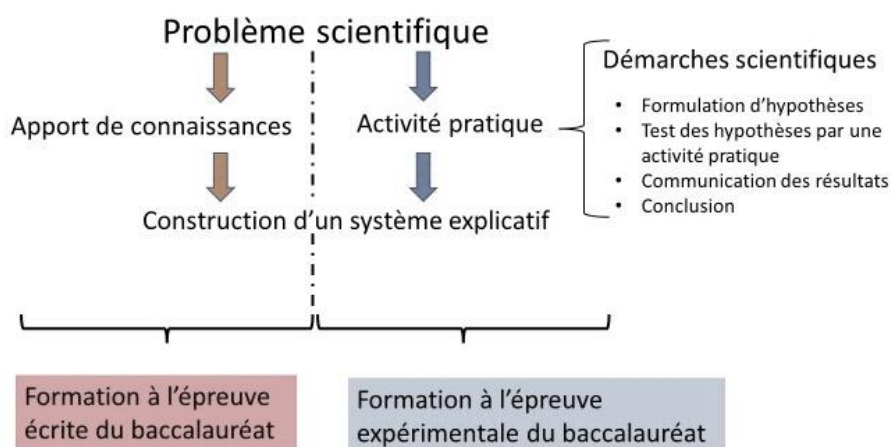 Problème scientifique
Apport de connaissances
Activité pratique
Démarches scientifiques
• Formulation d'hypothèses
• Test des hypothèses par une
activité pratique
• Communication des résultats
• Conclusion
Construction d'un système explicatif
Formation à l'épreuve
écrite du baccalauréat
Formation à l'épreuve
expérimentale du baccalauréat